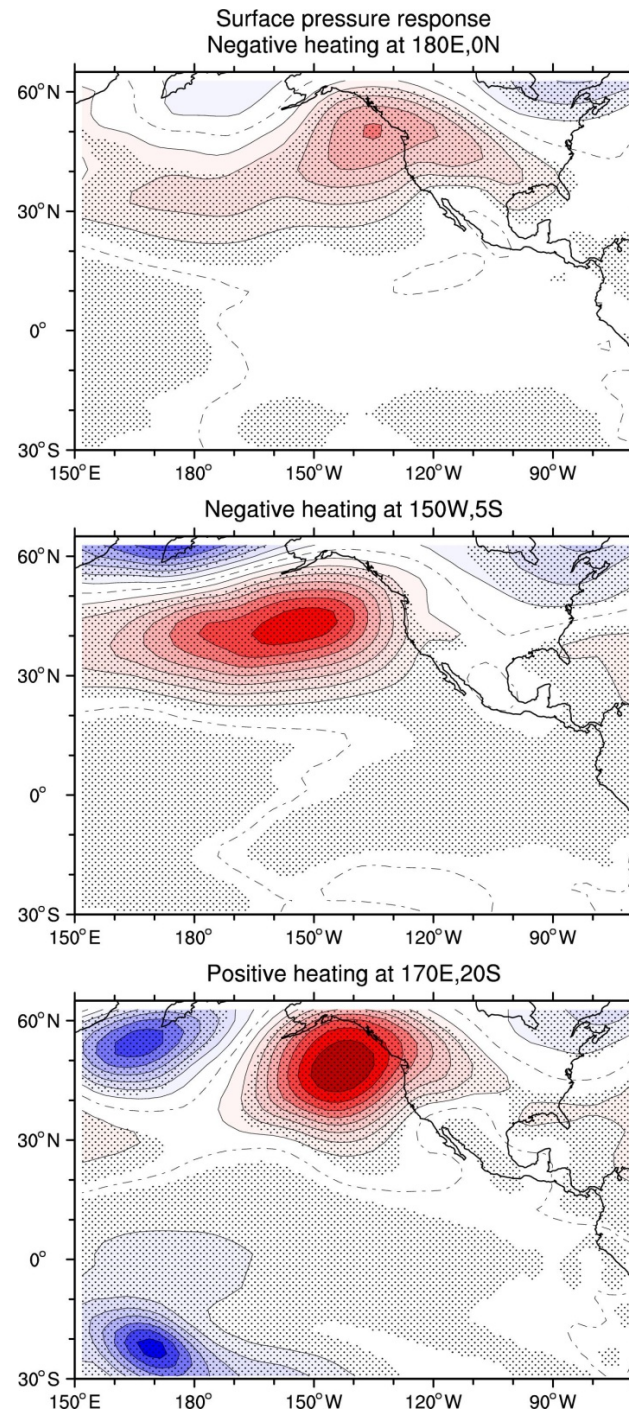 Surface pressure response
Negative heating at 180E,0N
60°N
30°N
0°
30°S
150°E 180° 150°W 120°W 90°W
Negative heating at 150W,5S
60°N
30°N
0°
30°S
150°E 180° 150°W 120°W 90°W
Positive heating at 170E,20S
60°N
30°N
0°
30°S
150°E 180° 150°W 120°W 90°W